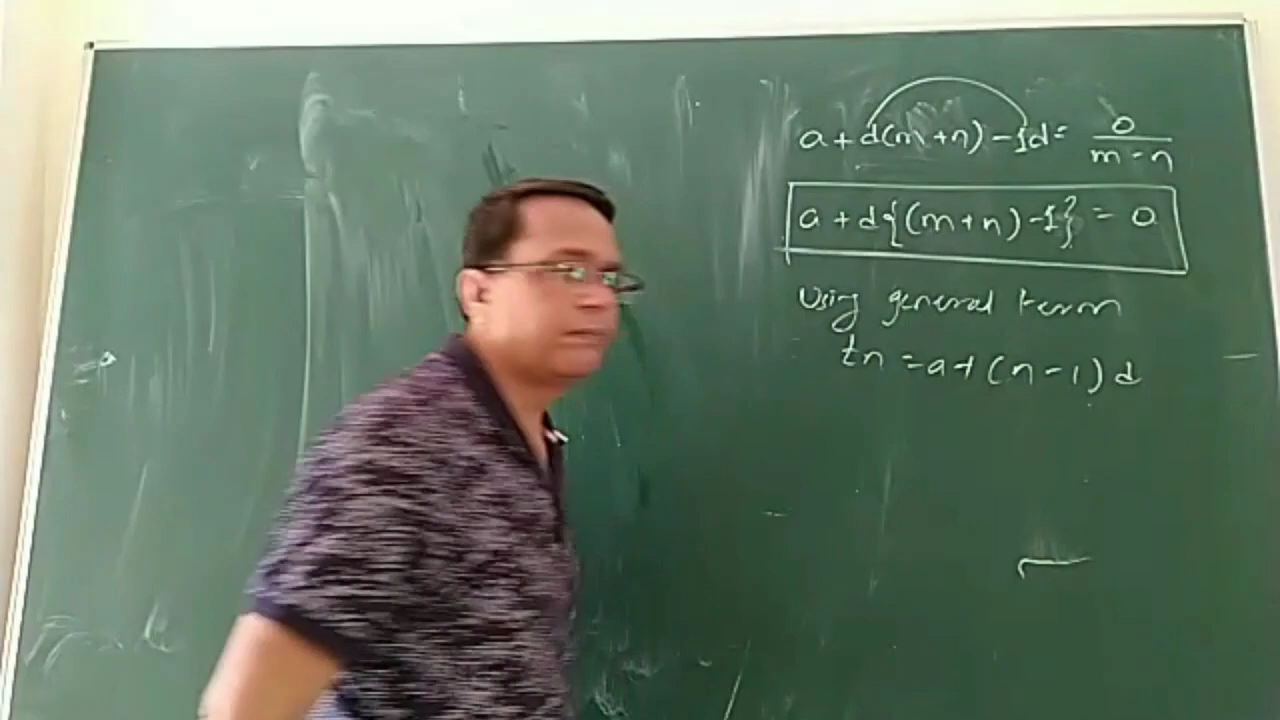 a + d(m+n) - 1d = 0/(m-n)
a + d{(m+n)-1} = 0
Using general term
tn = a+(n-1)d